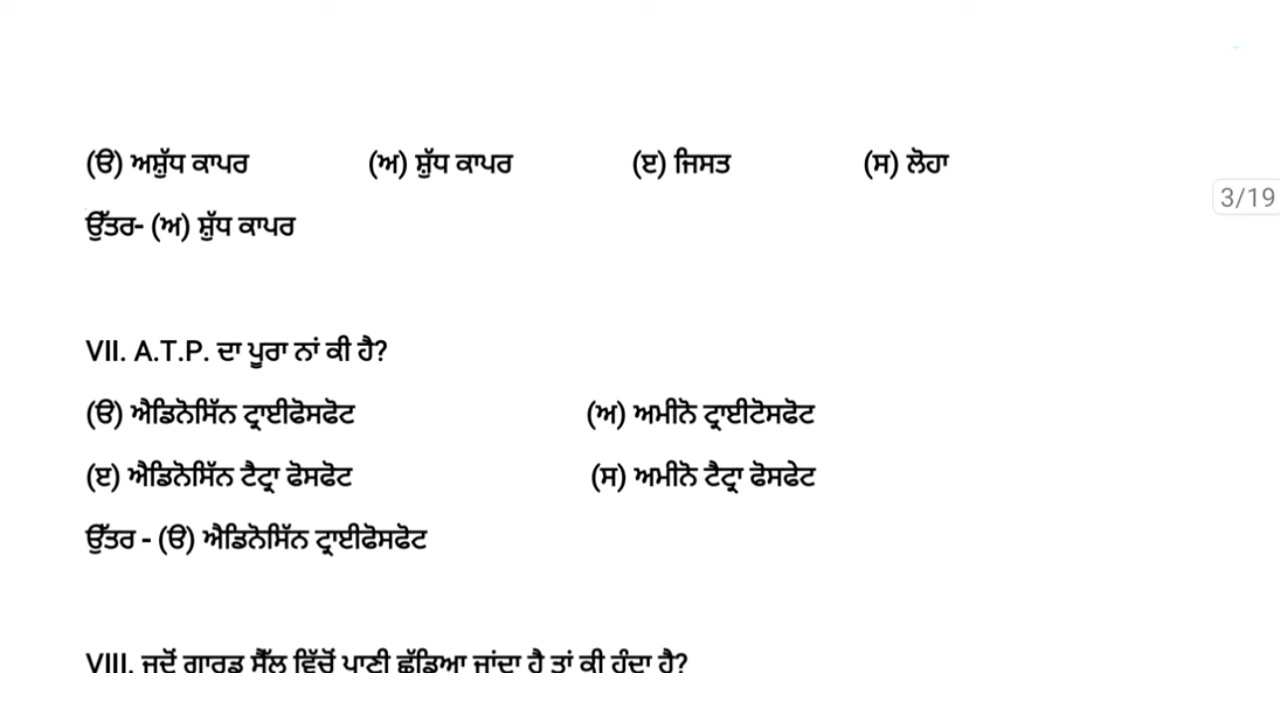 (ੳ) ਅਸ਼ੁੱਧ ਕਾਪਰ (ਅ) ਸ਼ੁੱਧ ਕਾਪਰ (ੲ) ਜਿਸਤ (ਸ) ਲੋਹਾ
3/19
ਉੱਤਰ- (ਅ) ਸ਼ੁੱਧ ਕਾਪਰ
VII. A.T.P. ਦਾ ਪੂਰਾ ਨਾਂ ਕੀ ਹੈ?
(ੳ) ਐਡਿਨੋਸਿੱਨ ਟ੍ਰਾਈਫੋਸਫੋਟ (ਅ) ਅਮੀਨੋ ਟ੍ਰਾਈਟੋਸਫੋਟ
(ੲ) ਐਡਿਨੋਸਿੱਨ ਟੈਟ੍ਰਾ ਫੋਸਫੋਟ (ਸ) ਅਮੀਨੋ ਟੈਟ੍ਰਾ ਫੋਸਫੇਟ
ਉੱਤਰ - (ੳ) ਐਡਿਨੋਸਿੱਨ ਟ੍ਰਾਈਫੋਸਫੋਟ
VIII. ਜਦੋਂ ਗਾਰਡ ਸੈੱਲ ਵਿੱਚੋਂ ਪਾਣੀ ਛੱਡਿਆ ਜਾਂਦਾ ਹੈ ਤਾਂ ਕੀ ਹੁੰਦਾ ਹੈ?